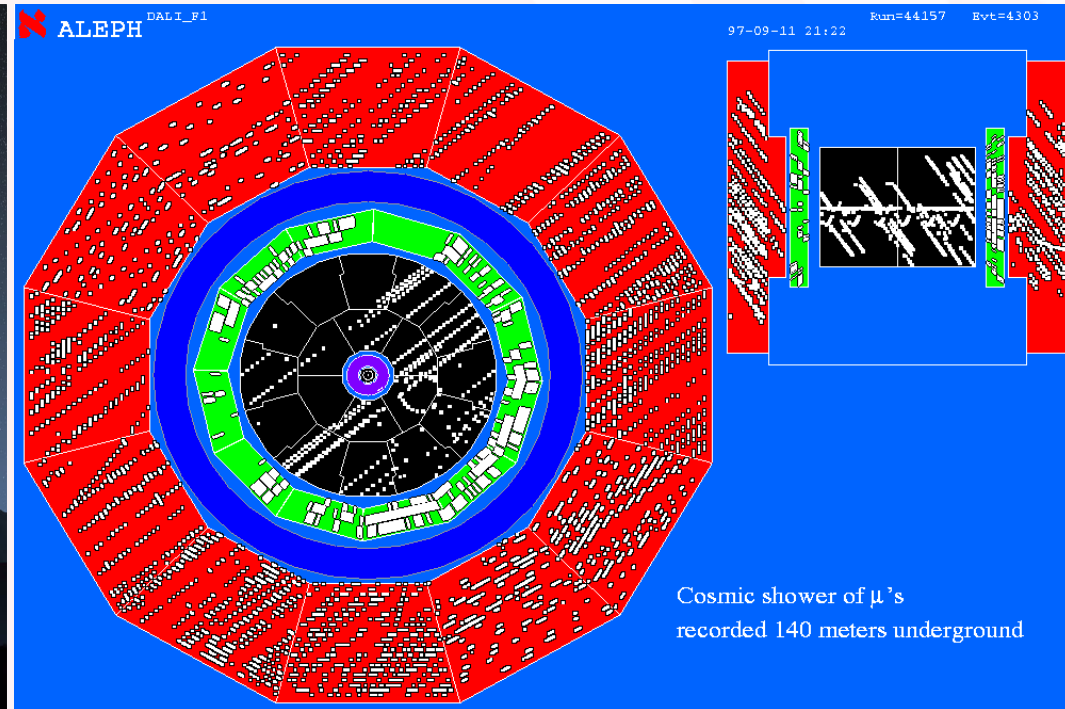 ALEPH DALI_F1
Run=44157 Evt=4303
97-09-11 21:22
Cosmic shower of μ's
recorded 140 meters underground